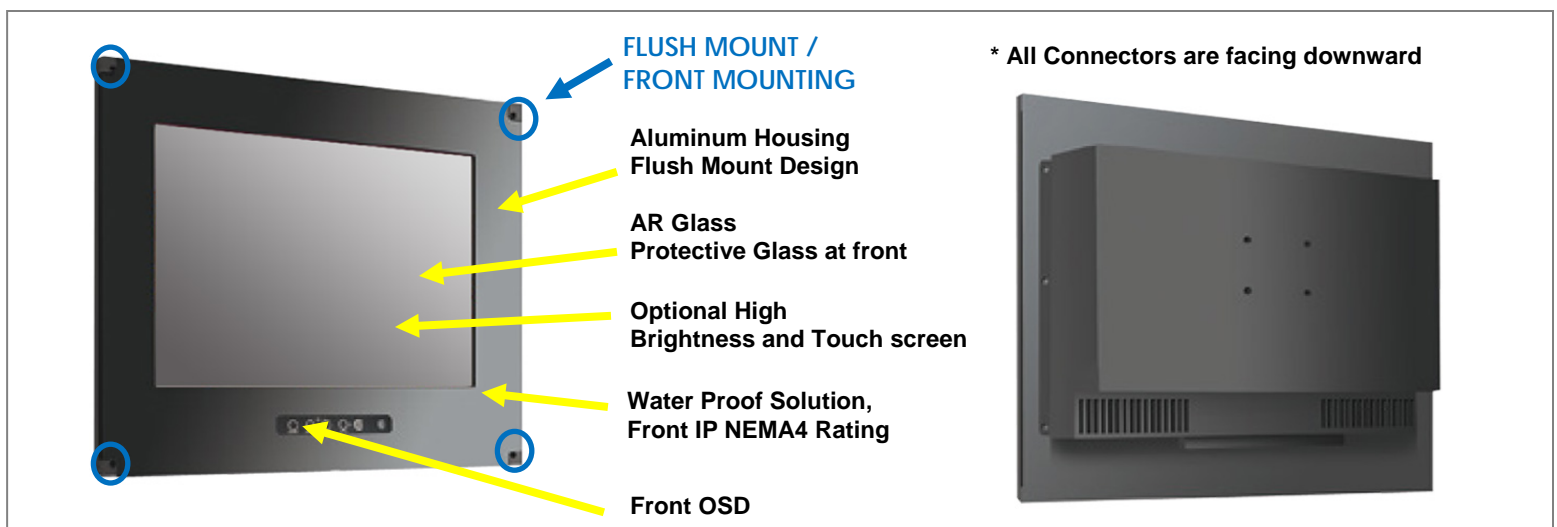 FLUSH MOUNT /
FRONT MOUNTING
* All Connectors are facing downward
Aluminum Housing
Flush Mount Design
AR Glass
Protective Glass at front
Optional High
Brightness and Touch screen
Water Proof Solution,
Front IP NEMA4 Rating
Front OSD